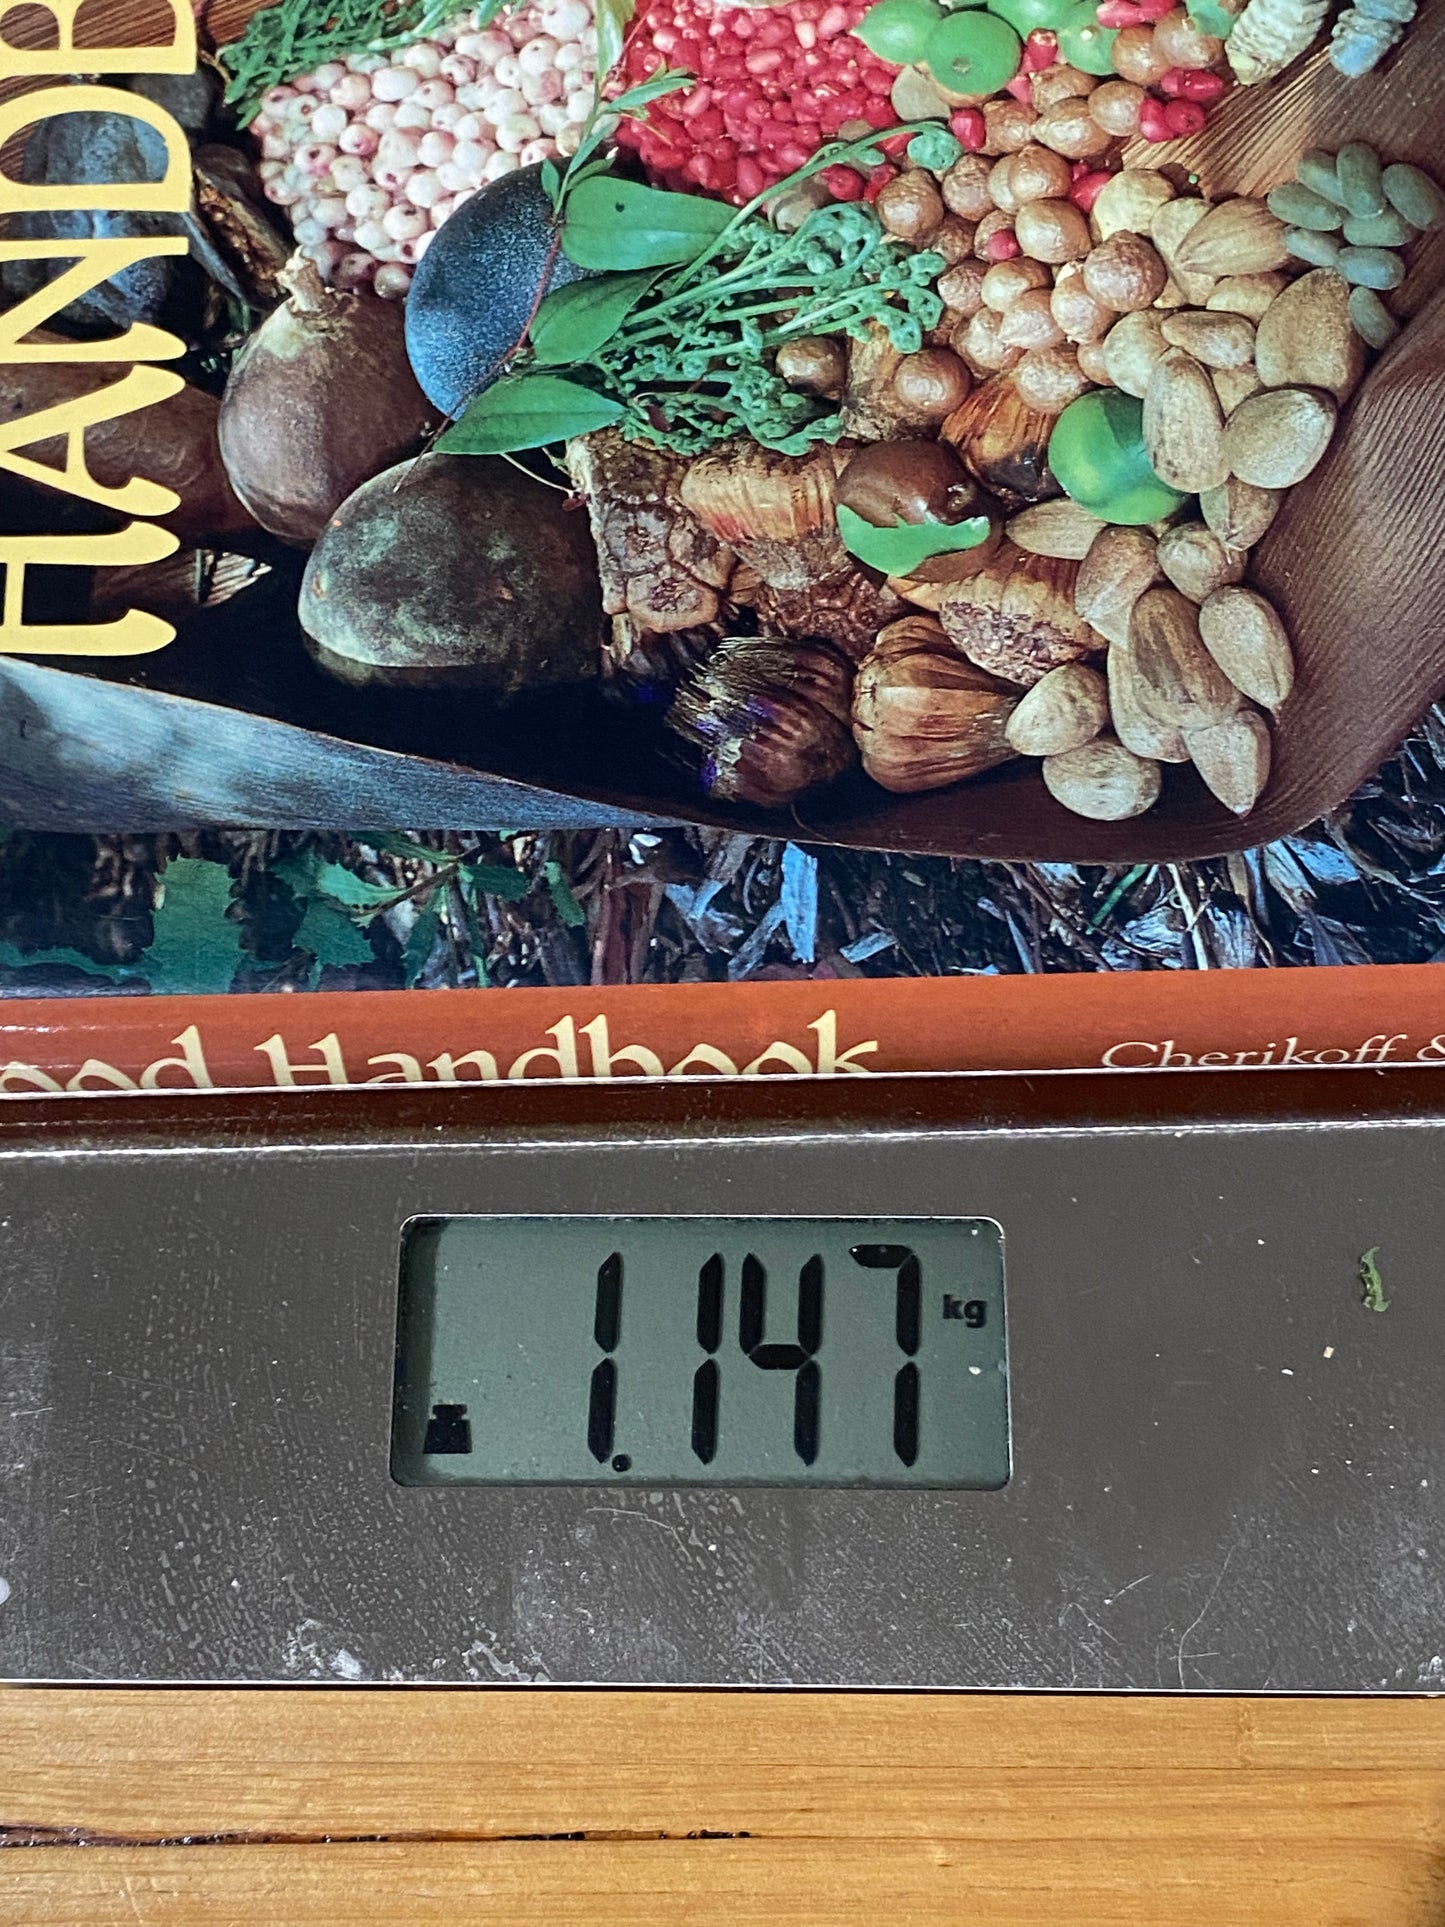 HANDB
ood Handbook
Cherikoff &
1.147 kg